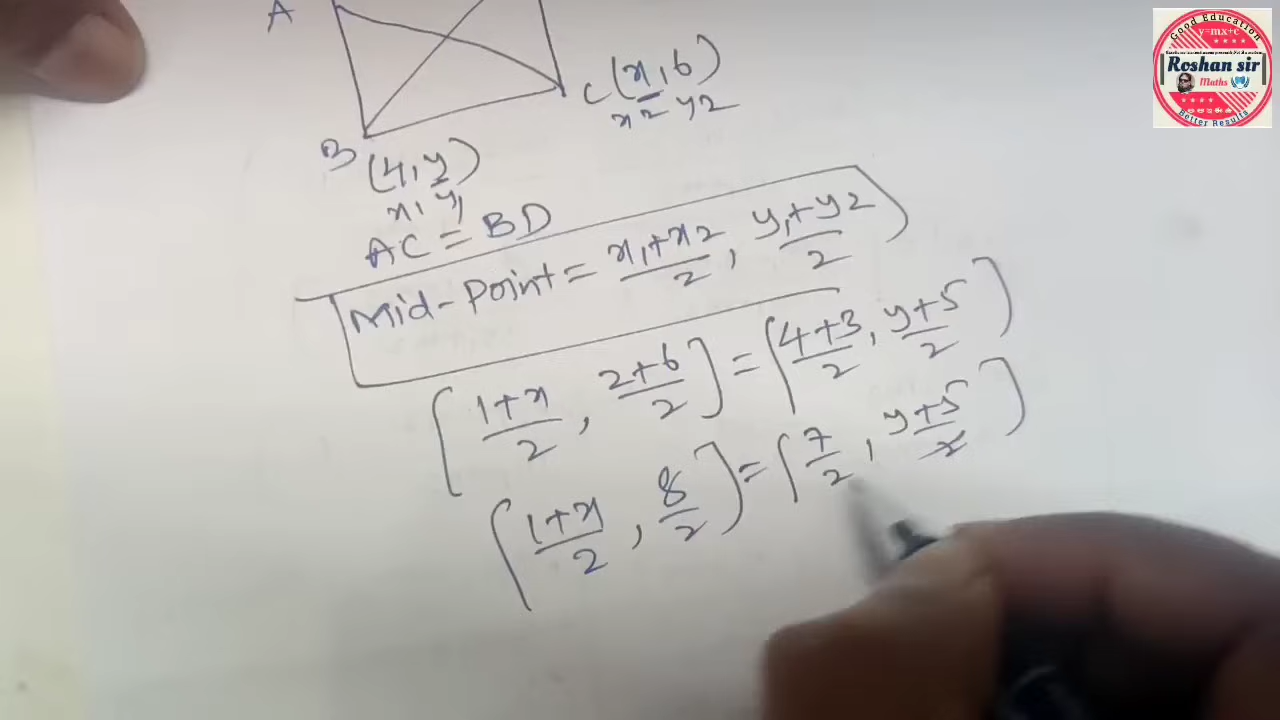 A
C (x, 6)
x2 y2
B
(4, y)
x1 y1
AC = BD
Mid-Point = x1+x2/2, y1+y2/2
[1+x/2, 2+6/2] = [4+3/2, y+5/2]
[1+x/2, 8/2] = [7/2, y+5/2]
Good Education
y=mx+c
Roshan sir
Maths
Better Results